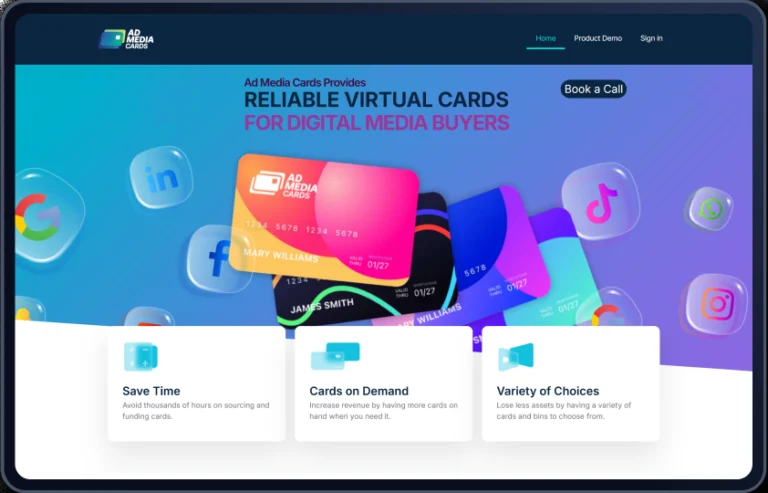 AD
MEDIA
CARDS
Home
Product Demo
Sign in
Ad Media Cards Provides
RELIABLE VIRTUAL CARDS
FOR DIGITAL MEDIA BUYERS
Book a Call
in
f
AD
MEDIA
CARDS
1234 5678 1234 5678
MARY WILLIAMS
VALID
THRU
01/27
1234
JAMES SMITH
VALID
THRU
01/27
5678
VALID
THRU
01/27
RY WILLIAMS
Save Time
Avoid thousands of hours on sourcing and
funding cards.
Cards on Demand
Increase revenue by having more cards on
hand when you need it.
Variety of Choices
Lose less assets by having a variety of
cards and bins to choose from.